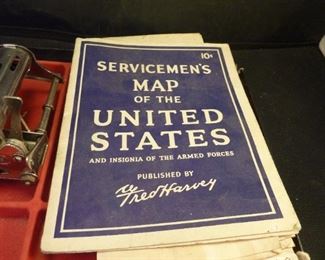 10¢
SERVICEMEN'S
MAP
OF THE
UNITED
STATES
AND INSIGNIA OF THE ARMED FORCES
PUBLISHED BY
Fred Harvey